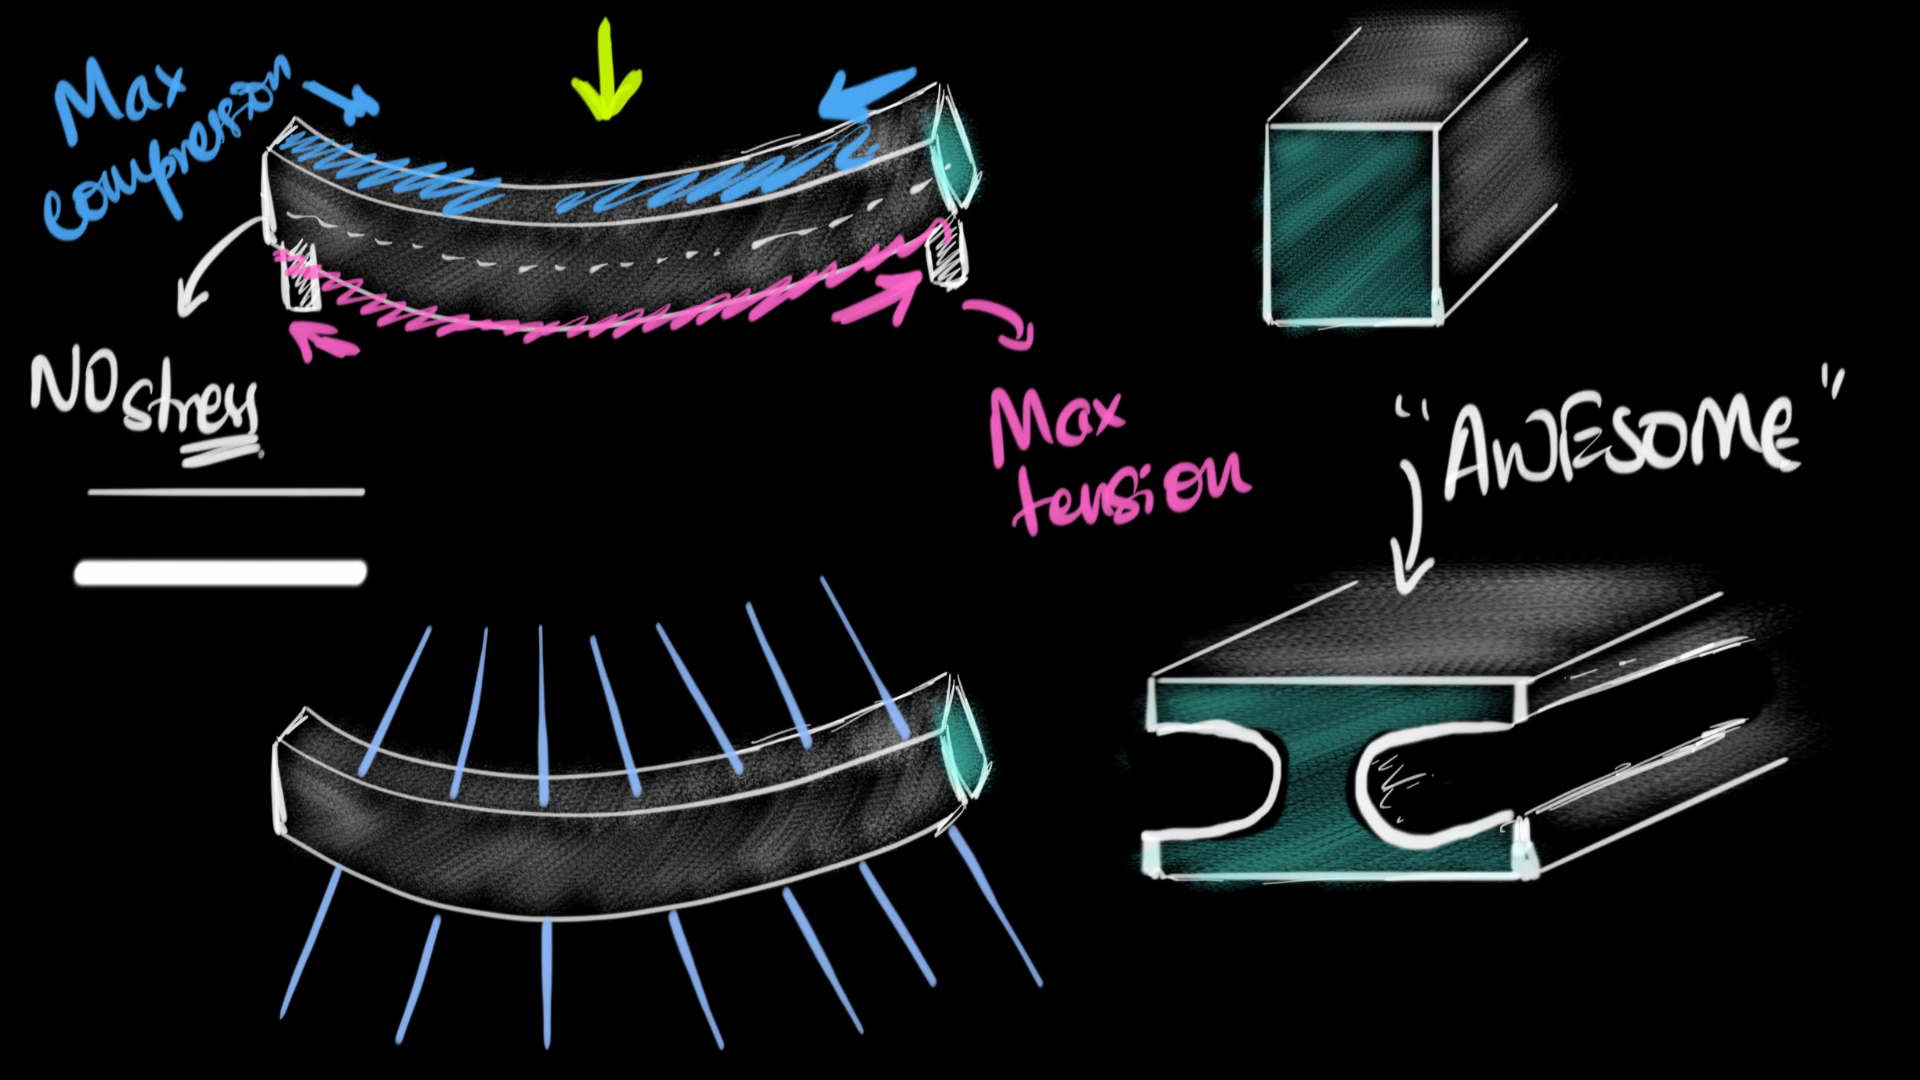 Max
compression
NO stress
Max
tension
"AWESOME"